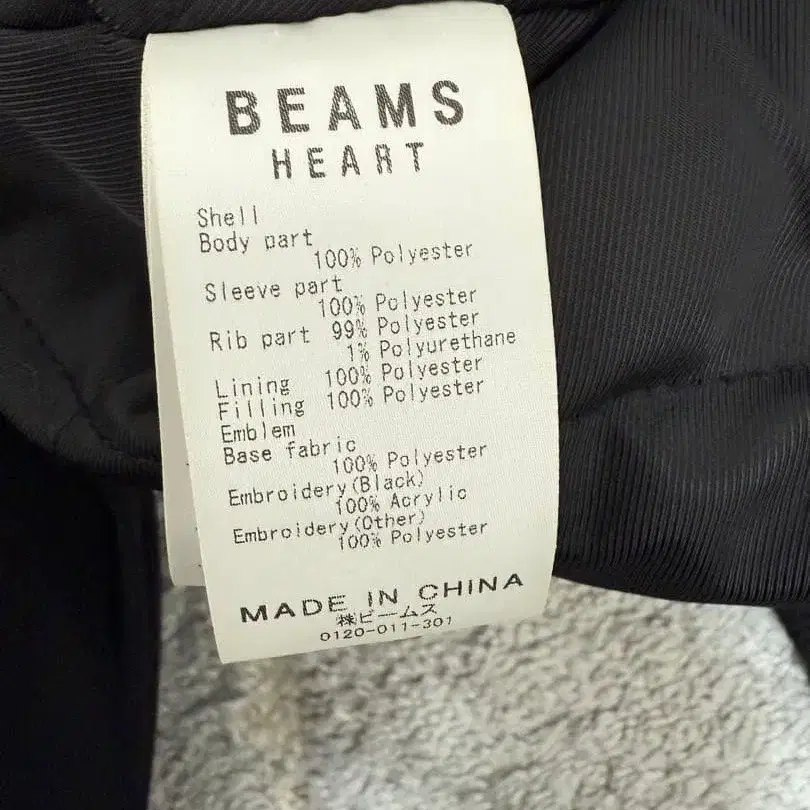 BEAMS
HEART
Shell
Body part
100% Polyester
Sleeve part
100% Polyester
Rib part 99% Polyester
1% Polyurethane
Lining 100% Polyester
Filling 100% Polyester
Emblem
Base fabric
100% Polyester
Embroidery(Black)
100% Acrylic
Embroidery(Other)
100% Polyester
MADE IN CHINA
㈱ビームス
0120-011-301